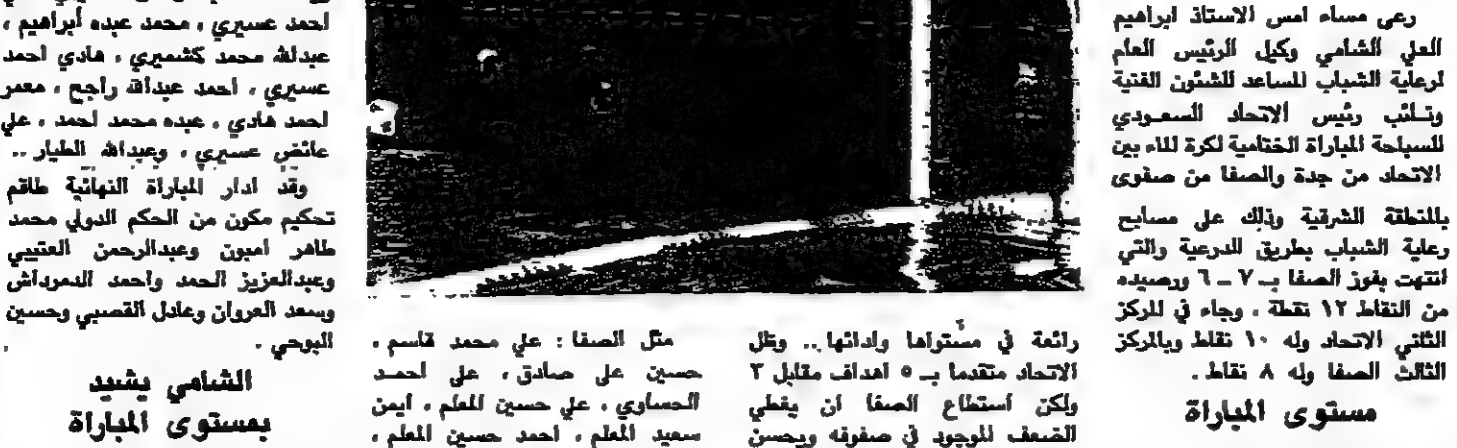 رعى مساء امس الاستاذ ابراهيم
العلي الشامي وكيل الرئيس العام
لرعاية الشباب المساعد للشئون الفنية
ونائب رئيس الاتحاد السعودي
للسباحة المباراة الختامية لكرة الماء بين
الاتحاد من جدة والصفا من صفوى
بالمنطقة الشرقية وذلك على مسابح
رعاية الشباب بطريق الدرعية والتي
انتهت بفوز الصفا بـ ٧ - ٦ ورصيده
من النقاط ١٢ نقطة ، وجاء في المركز
الثاني الاتحاد وله ١٠ نقاط وبالمركز
الثالث الصفا وله ٨ نقاط .
مستوى المباراة
رائعة في مستواها وادائها .. وظل
الاتحاد متقدما بـ ٥ اهداف مقابل ٣
ولكن استطاع الصفا ان يغطي
الضعف الموجود في صفوفه ويحسن
مثل الصفا : علي محمد قاسم ،
حسين على صادق ، على احمد
الحساوي ، علي حسين المعلم ، ايمن
سعيد المعلم ، احمد حسين المعلم ،
احمد عسيري ، محمد عبده أبراهيم ،
عبدالله محمد كشميري ، هادي احمد
عسيري ، احمد عبدالله راجح ، معمر
احمد هادي ، عبده محمد احمد ، علي
عائض عسيري ، وعبدالله الطيار ..
وقد ادار المباراة النهائية طاقم
تحكيم مكون من الحكم الدولي محمد
طاهر امبون وعبدالرحمن العتيبي
وعبدالعزيز الحمد واحمد الدمرداش
وسعد العروان وعادل القصبي وحسين
البوحي .
الشامي يشيد
بمستوى المباراة